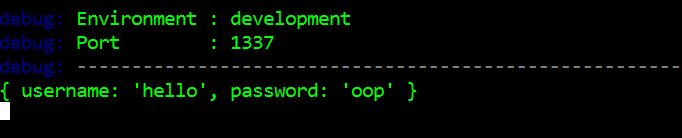 debug: Environment : development
debug: Port        : 1337
debug: -------------------------------------------------------
{ username: 'hello', password: 'oop' }